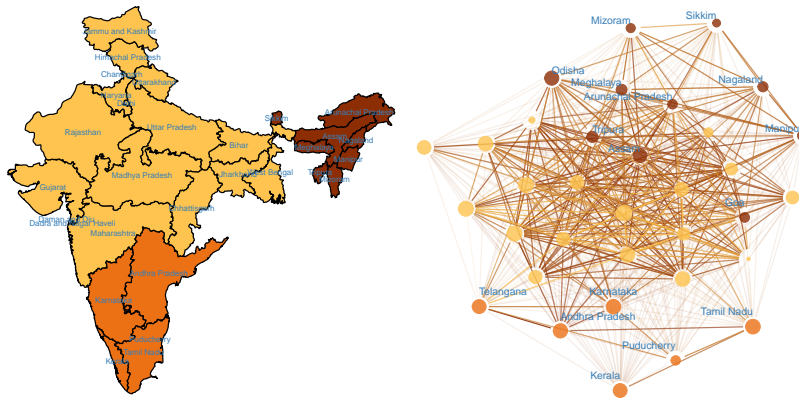 Jammu and Kashmir
Himachal Pradesh
Chandigarh
Uttarakhand
Haryana
Delhi
Rajasthan
Uttar Pradesh
Sikkim
Arunachal Pradesh
Assam
Nagaland
Meghalaya
Manipur
Bihar
Tripura
Mizoram
Gujarat
Madhya Pradesh
Jharkhand
West Bengal
Chhattisgarh
Daman and Diu
Dadra and Nagar Haveli
Maharashtra
Andhra Pradesh
Karnataka
Puducherry
Tamil Nadu
Kerala
Mizoram
Sikkim
Odisha
Meghalaya
Nagaland
Arunachal Pradesh
Tripura
Manipu
Assam
Goa
Telangana
Karnataka
Andhra Pradesh
Tamil Nadu
Puducherry
Kerala